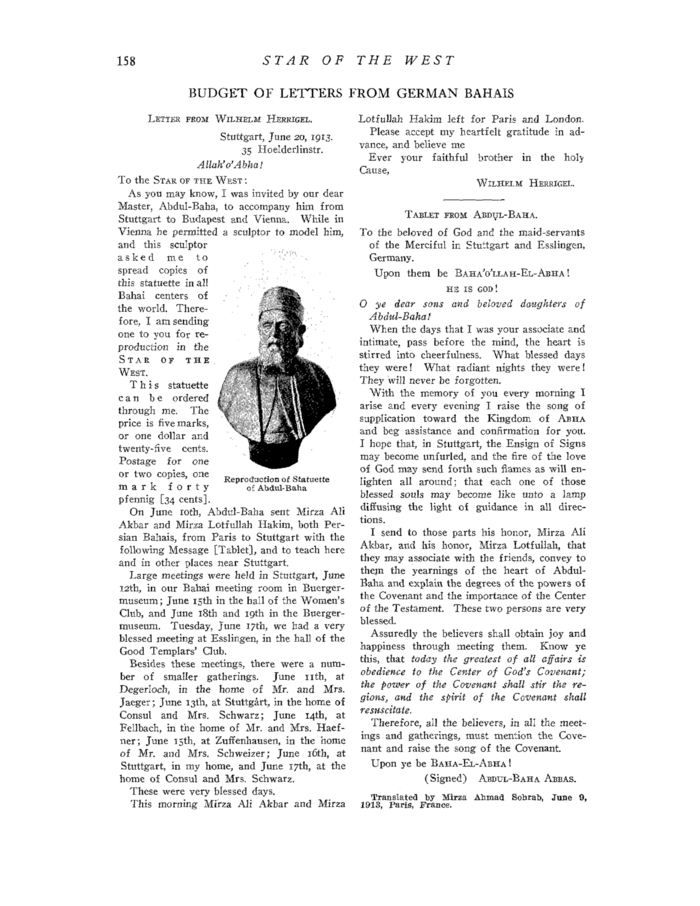 158
STAR OF THE WEST
BUDGET OF LETTERS FROM GERMAN BAHAIS
LETTER FROM WILHELM HERRIGEL.
Stuttgart, June 20, 1913.
35 Hoelderlinstr.
Allah'o'Abha!
To the STAR OF THE WEST:
As you may know, I was invited by our dear
Master, Abdul-Baha, to accompany him from
Stuttgart to Budapest and Vienna. While in
Vienna he permitted a sculptor to model him,
and this sculptor
asked me to
spread copies of
this statuette in all
Bahai centers of
the world. There-
fore, I am sending
one to you for re-
production in the
STAR OF THE
WEST.
This statuette
can be ordered
through me. The
price is five marks,
or one dollar and
twenty-five cents.
Postage for one
or two copies, one
mark forty
pfennig [34 cents].
Reproduction of Statuette
of Abdul-Baha
On June 10th, Abdul-Baha sent Mirza Ali
Akbar and Mirza Lotfullah Hakim, both Per-
sian Bahais, from Paris to Stuttgart with the
following Message [Tablet], and to teach here
and in other places near Stuttgart.
Large meetings were held in Stuttgart, June
12th, in our Bahai meeting room in Buerger-
museum; June 15th in the hall of the Women's
Club, and June 18th and 19th in the Buerger-
museum. Tuesday, June 17th, we had a very
blessed meeting at Esslingen, in the hall of the
Good Templars' Club.
Besides these meetings, there were a num-
ber of smaller gatherings. June 11th, at
Degerloch, in the home of Mr. and Mrs.
Jaeger; June 13th, at Stuttgart, in the home of
Consul and Mrs. Schwarz; June 14th, at
Fellbach, in the home of Mr. and Mrs. Haef-
ner; June 15th, at Zuffenhausen, in the home
of Mr. and Mrs. Schweizer; June 16th, at
Stuttgart, in my home, and June 17th, at the
home of Consul and Mrs. Schwarz.
These were very blessed days.
This morning Mirza Ali Akbar and Mirza
Lotfullah Hakim left for Paris and London.
Please accept my heartfelt gratitude in ad-
vance, and believe me
Ever your faithful brother in the holy
Cause,
WILHELM HERRIGEL.
TABLET FROM ABDUL-BAHA.
To the beloved of God and the maid-servants
of the Merciful in Stuttgart and Esslingen,
Germany.
Upon them be BAHA'O'LLAH-EL-ABHA!
HE IS GOD!
O ye dear sons and beloved daughters of
Abdul-Baha!
When the days that I was your associate and
intimate, pass before the mind, the heart is
stirred into cheerfulness. What blessed days
they were! What radiant nights they were!
They will never be forgotten.
With the memory of you every morning I
arise and every evening I raise the song of
supplication toward the Kingdom of ABHA
and beg assistance and confirmation for you.
I hope that, in Stuttgart, the Ensign of Signs
may become unfurled, and the fire of the love
of God may send forth such flames as will en-
lighten all around; that each one of those
blessed souls may become like unto a lamp
diffusing the light of guidance in all direc-
tions.
I send to those parts his honor, Mirza Ali
Akbar, and his honor, Mirza Lotfullah, that
they may associate with the friends, convey to
them the yearnings of the heart of Abdul-
Baha and explain the degrees of the powers of
the Covenant and the importance of the Center
of the Testament. These two persons are very
blessed.
Assuredly the believers shall obtain joy and
happiness through meeting them. Know ye
this, that today the greatest of all affairs is
obedience to the Center of God's Covenant;
the power of the Covenant shall stir the re-
gions, and the spirit of the Covenant shall
resuscitate.
Therefore, all the believers, in all the meet-
ings and gatherings, must mention the Cove-
nant and raise the song of the Covenant.
Upon ye be BAHA-EL-ABHA!
(Signed) ABDUL-BAHA ABBAS.
Translated by Mirza Ahmad Sohrab, June 9,
1913, Paris, France.